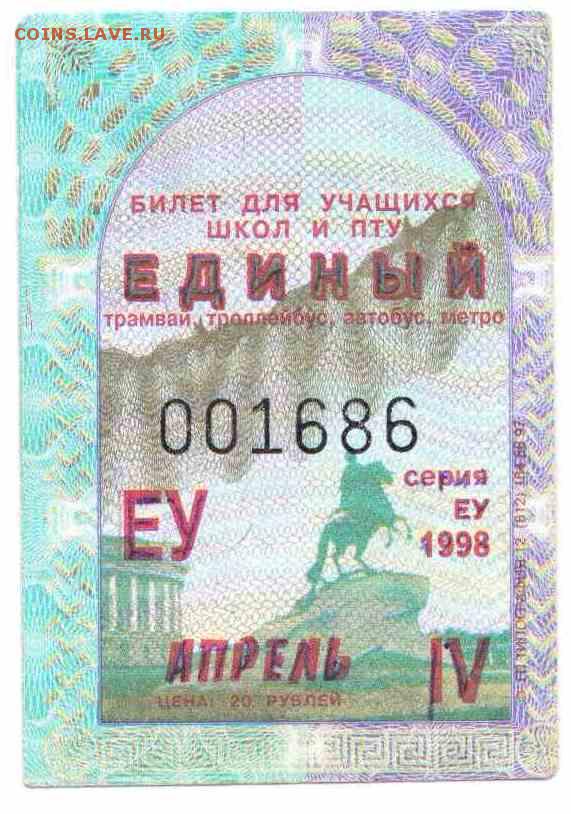 COINS.LAVE.RU
БИЛЕТ ДЛЯ УЧАЩИХСЯ
ШКОЛ И ПТУ
ЕДИНЫЙ
трамвай, троллейбус, автобус, метро
001686
серия
ЕУ
ЕУ
1998
АПРЕЛЬ
IV
ЦЕНА: 20 РУБЛЕЙ